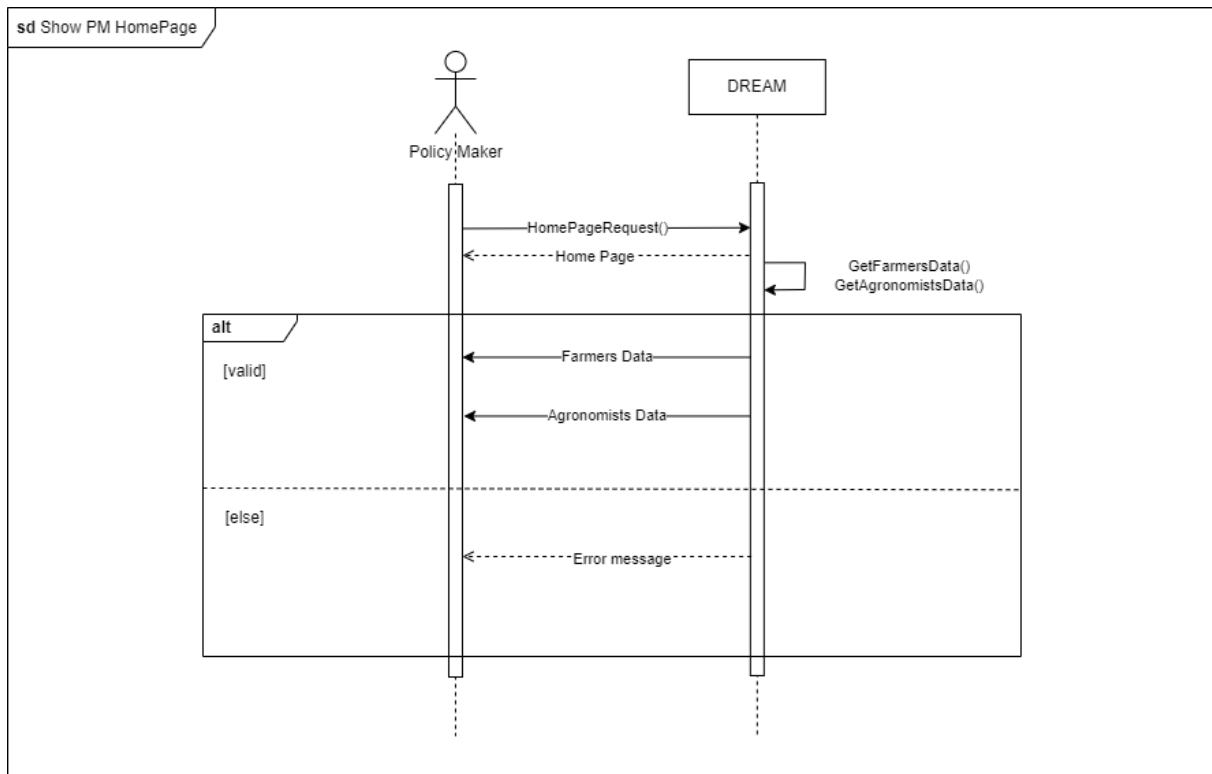 sd Show PM HomePage
DREAM
Policy Maker
HomePageRequest()
Home Page
GetFarmersData()
GetAgronomistsData()
alt
[valid]
Farmers Data
Agronomists Data
[else]
Error message